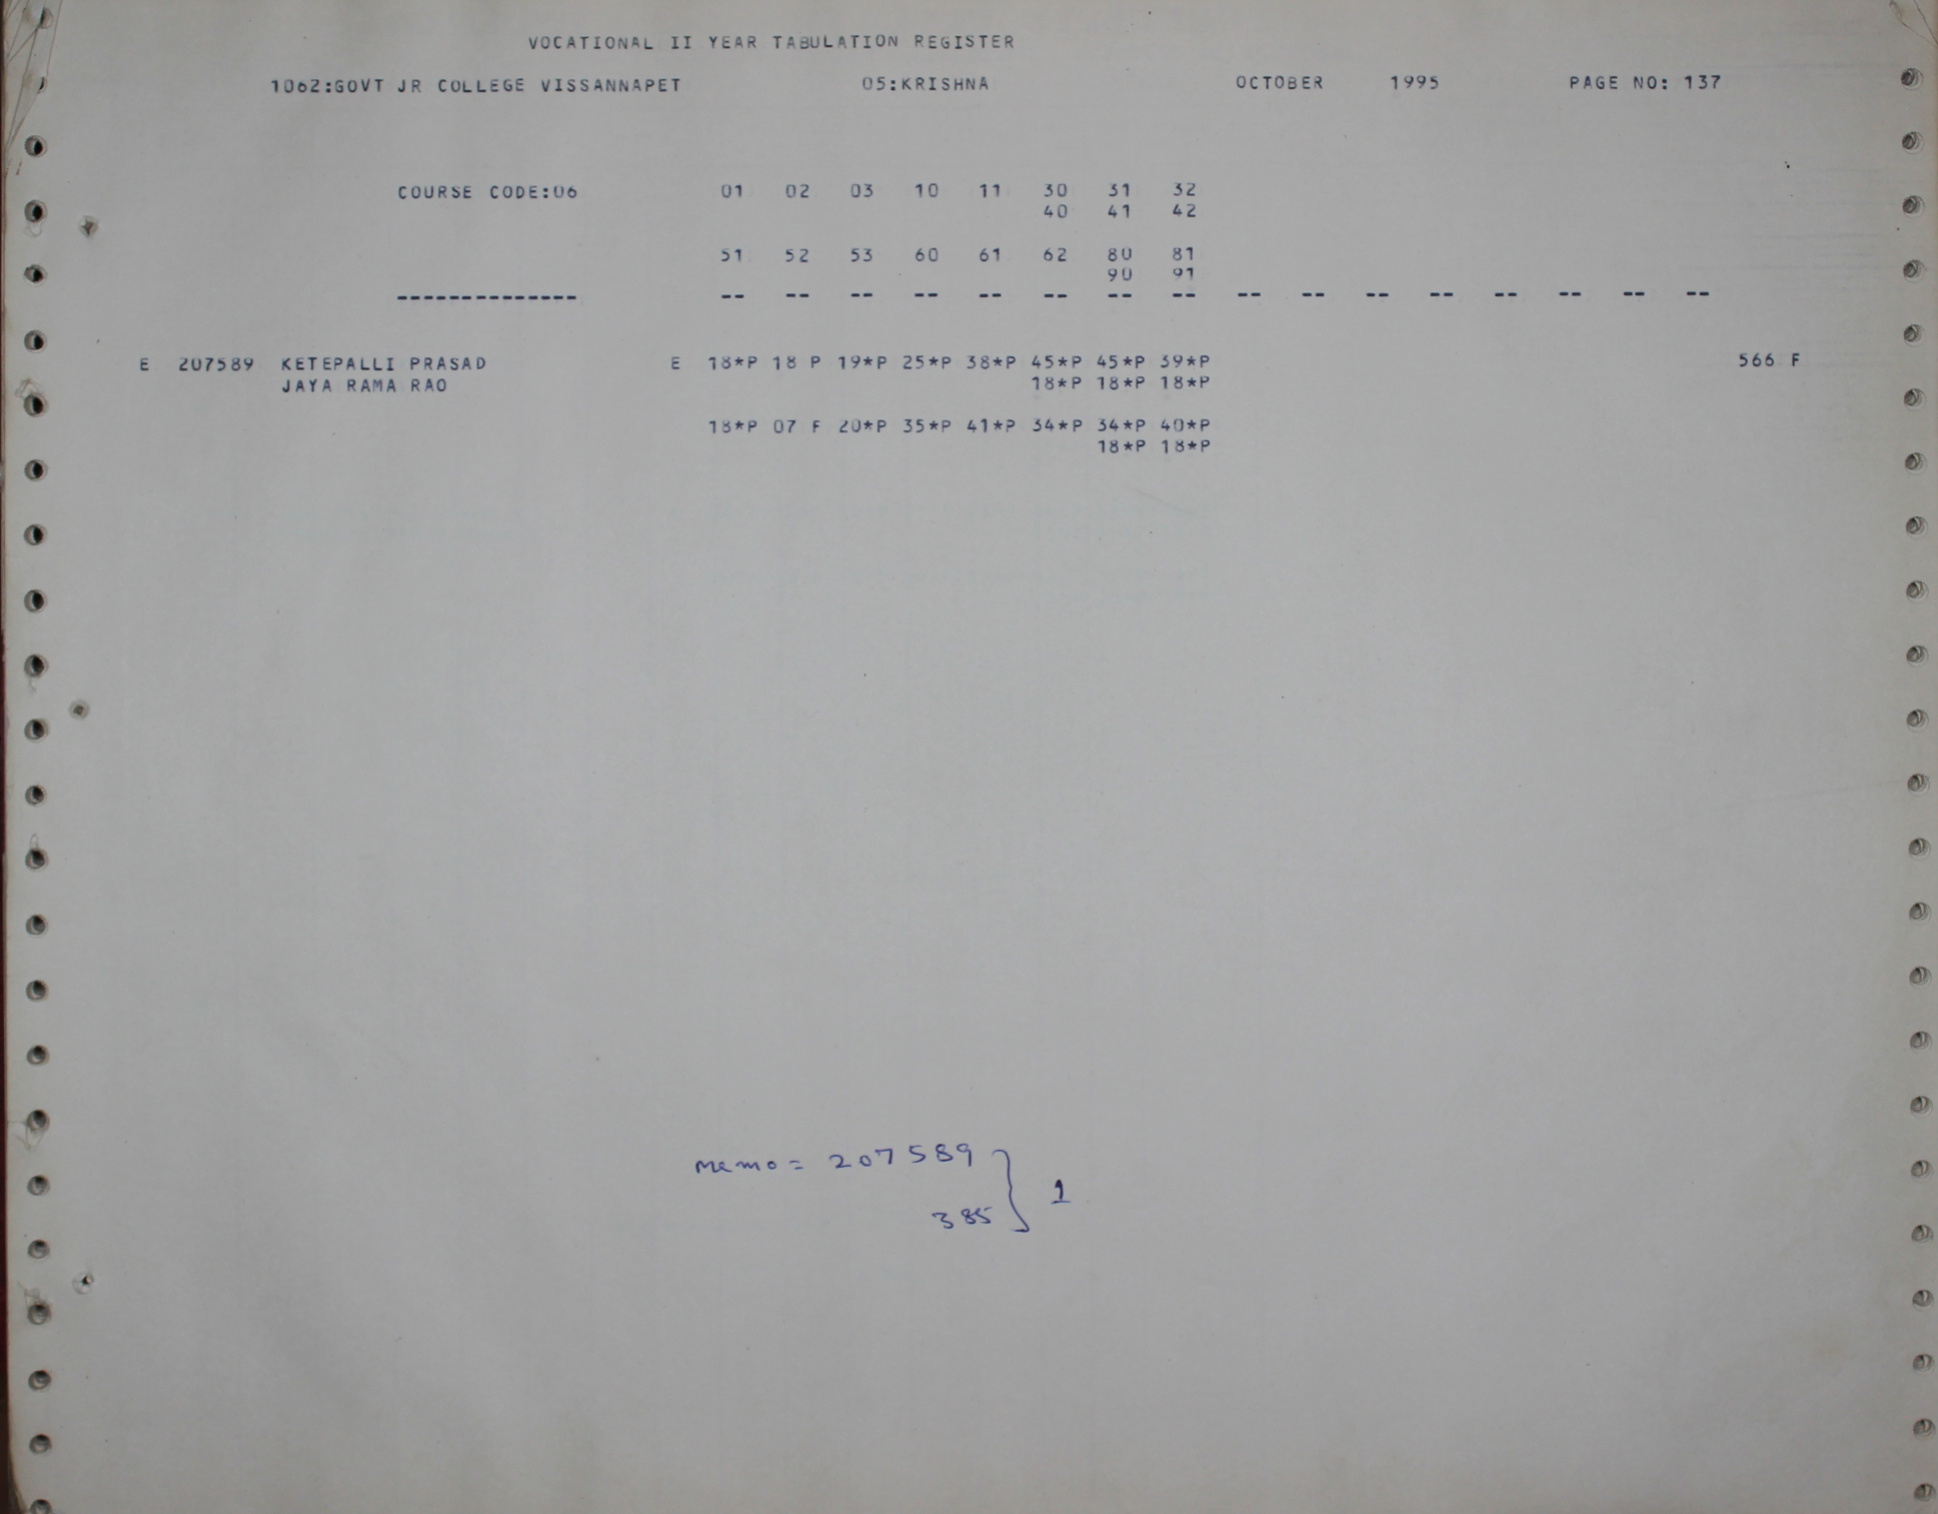 VOCATIONAL II YEAR TABULATION REGISTER
1062:GOVT JR COLLEGE VISSANNAPET 05:KRISHNA OCTOBER 1995 PAGE NO: 137
COURSE CODE:06 01 02 03 10 11 30 31 32
40 41 42
51 52 53 60 61 62 80 81
90 91
-------------- -- -- -- -- -- -- -- -- -- -- -- -- -- -- -- --
E 207589 KETEPALLI PRASAD E 18*P 18 P 19*P 25*P 38*P 45*P 45*P 39*P 566 F
JAYA RAMA RAO 18*P 18*P 18*P
18*P 07 F 20*P 35*P 41*P 34*P 34*P 40*P
18*P 18*P
memo = 207589
385 } 1